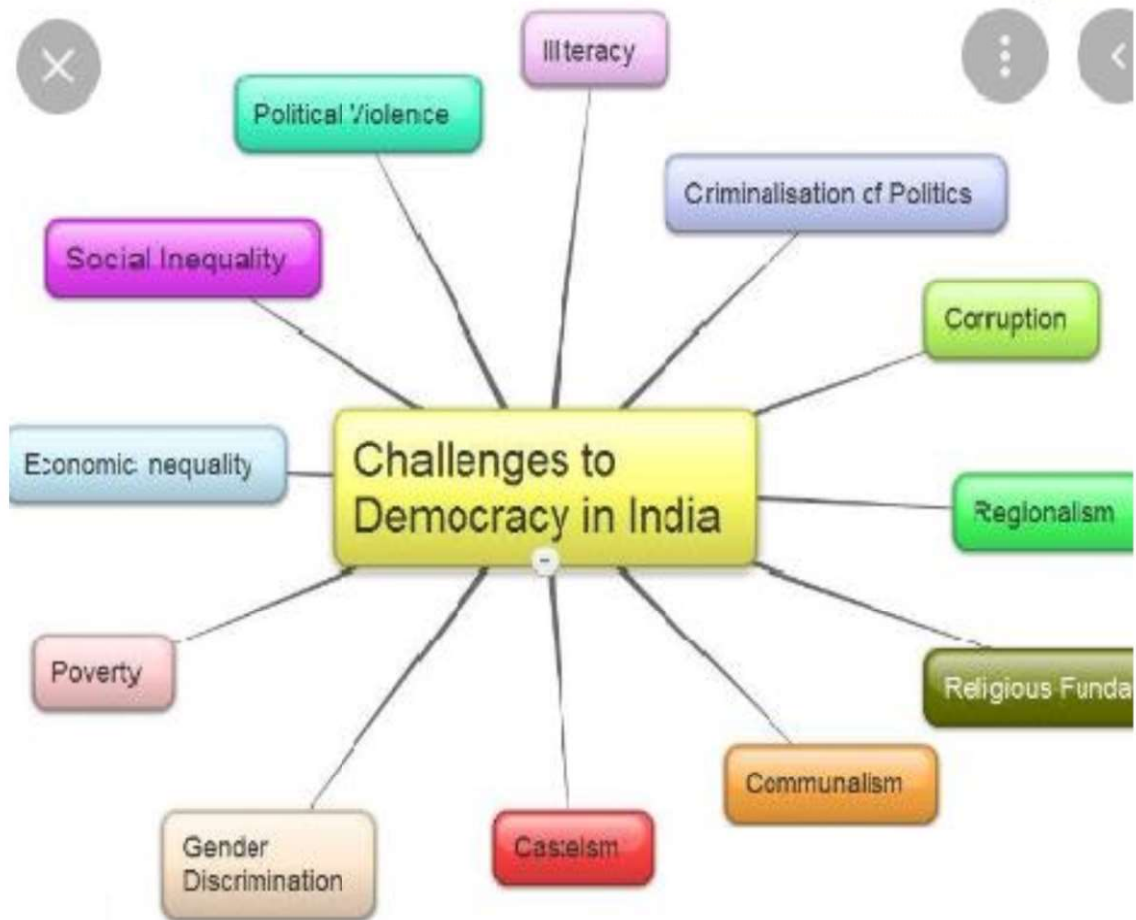 Illiteracy
Political Violence
Criminalisation of Politics
Social Inequality
Corruption
Economic Inequality
Challenges to
Democracy in India
Regionalism
Poverty
Religious Funda
Communalism
Gender
Discrimination
Casteism